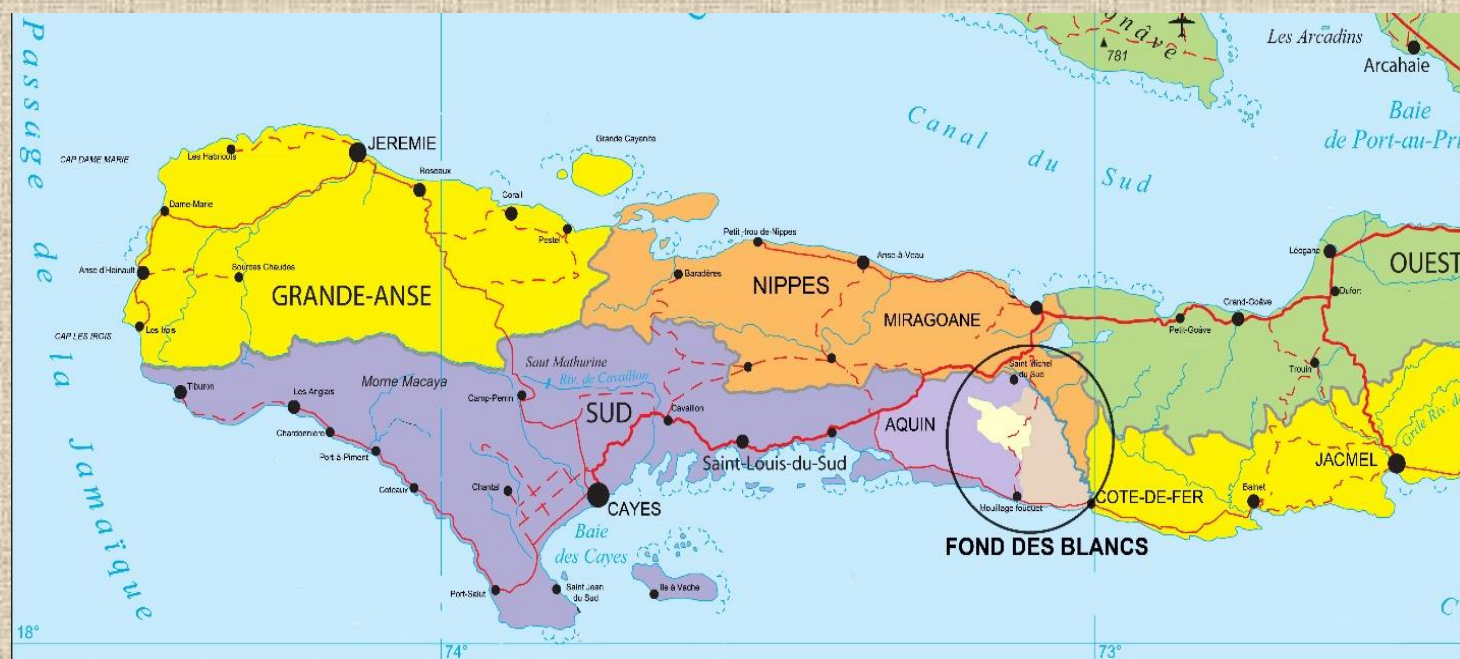 Passage de la Jamaïque
gnâve
781
Les Arcadins
Arcahaie
Baie
de Port-au-Pri
Canal du Sud
CAP DAME MARIE
Les Habricots
JEREMIE
Roseaux
Corail
Pestel
Grande Cayenite
Dame-Marie
Anse d'Hainault
Sources Chaudes
GRANDE-ANSE
CAP LES IROIS
Les Irois
Petit
Baradères
NIPPES
Anse-à-Veau
MIRAGOANE
Léogane
OUEST
Dufort
Grand-Goâve
Petit-Goâve
Trouin
Saint Michel
du Sud
Tiburon
Les Anglais
Chardonnière
Port-à-Piment
Coteaux
Morne Macaya
Saut Mathurine
Riv. de Cavaillon
Camp-Perrin
SUD
Cavaillon
Chantal
CAYES
Saint-Louis-du-Sud
AQUIN
Mouillage fouquet
COTE-DE-FER
FOND DES BLANCS
Bainet
JACMEL
Grde Riv. de
Baie
des Cayes
Port-Salut
Saint Jean
du Sud
Ile à Vache
C
18°
74°
73°